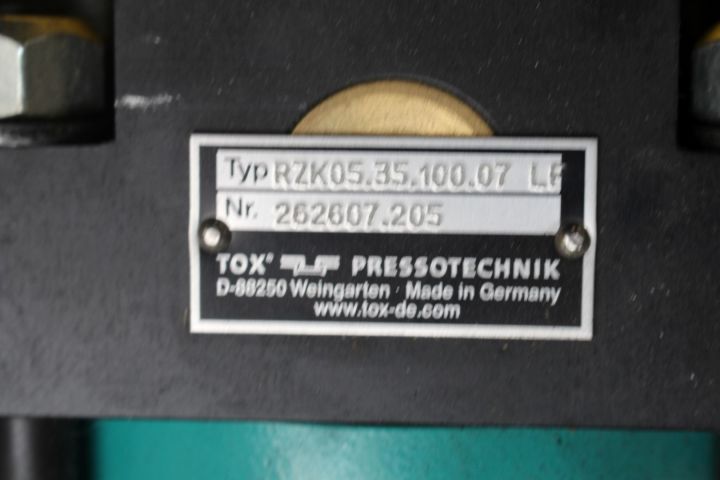 Typ RZK05.35.100.07 LF
Nr. 262607.205
TOX® PRESSOTECHNIK
D-88250 Weingarten · Made in Germany
www.tox-de.com